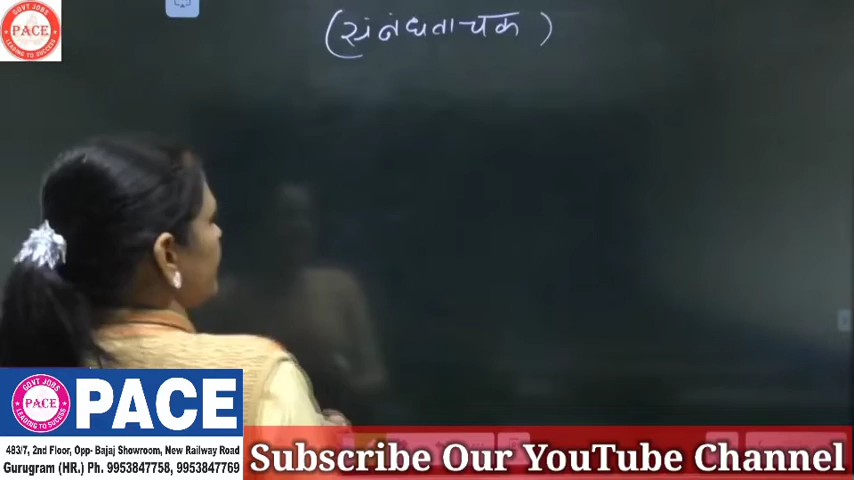 GOVT JOBS
PACE
LEADING TO SUCCESS
(संबंधवाचक)
GOVT JOBS
PACE
LEADING TO SUCCESS
PACE
483/7, 2nd Floor, Opp- Bajaj Showroom, New Railway Road
Gurugram (HR.) Ph. 9953847758, 9953847769
Subscribe Our YouTube Channel